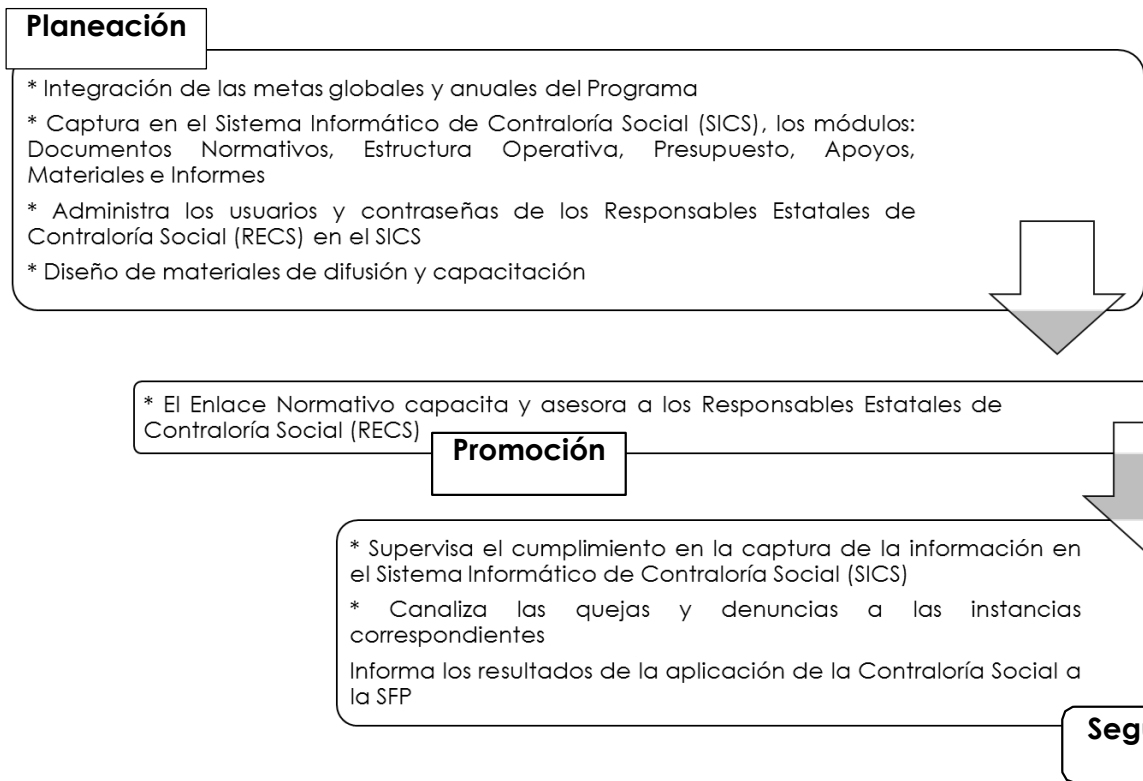 Planeación
* Integración de las metas globales y anuales del Programa
* Captura en el Sistema Informático de Contraloría Social (SICS), los módulos:
Documentos Normativos, Estructura Operativa, Presupuesto, Apoyos,
Materiales e Informes
* Administra los usuarios y contraseñas de los Responsables Estatales de
Contraloría Social (RECS) en el SICS
* Diseño de materiales de difusión y capacitación
* El Enlace Normativo capacita y asesora a los Responsables Estatales de
Contraloría Social (RECS)
Promoción
* Supervisa el cumplimiento en la captura de la información en
el Sistema Informático de Contraloría Social (SICS)
* Canaliza las quejas y denuncias a las instancias
correspondientes
Informa los resultados de la aplicación de la Contraloría Social a
la SFP